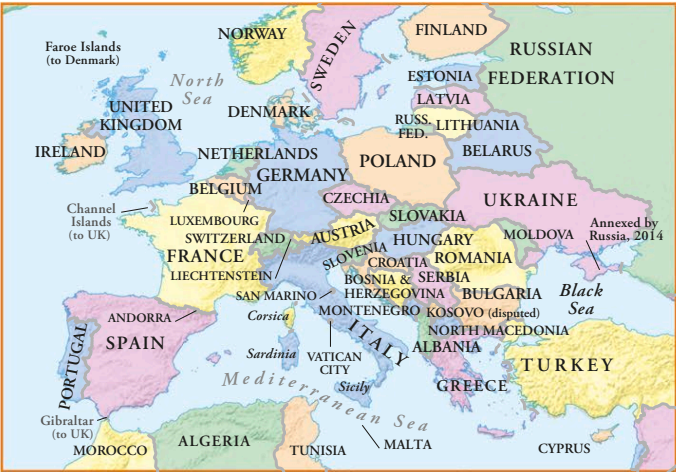 NORWAY
SWEDEN
FINLAND
Faroe Islands
(to Denmark)
RUSSIAN
FEDERATION
North
Sea
ESTONIA
LATVIA
UNITED
KINGDOM
DENMARK
RUSS.
FED.
LITHUANIA
IRELAND
NETHERLANDS
POLAND
BELARUS
GERMANY
BELGIUM
CZECHIA
UKRAINE
Channel
Islands
(to UK)
LUXEMBOURG
SLOVAKIA
SWITZERLAND
AUSTRIA
HUNGARY
MOLDOVA
Annexed by
Russia, 2014
FRANCE
SLOVENIA
CROATIA
ROMANIA
LIECHTENSTEIN
BOSNIA &
HERZEGOVINA
SERBIA
SAN MARINO
BULGARIA
Black
Sea
ANDORRA
Corsica
MONTENEGRO
KOSOVO (disputed)
NORTH MACEDONIA
PORTUGAL
SPAIN
ITALY
ALBANIA
Sardinia
VATICAN
CITY
TURKEY
Mediterranean Sea
Sicily
GREECE
Gibraltar
(to UK)
MOROCCO
ALGERIA
TUNISIA
MALTA
CYPRUS